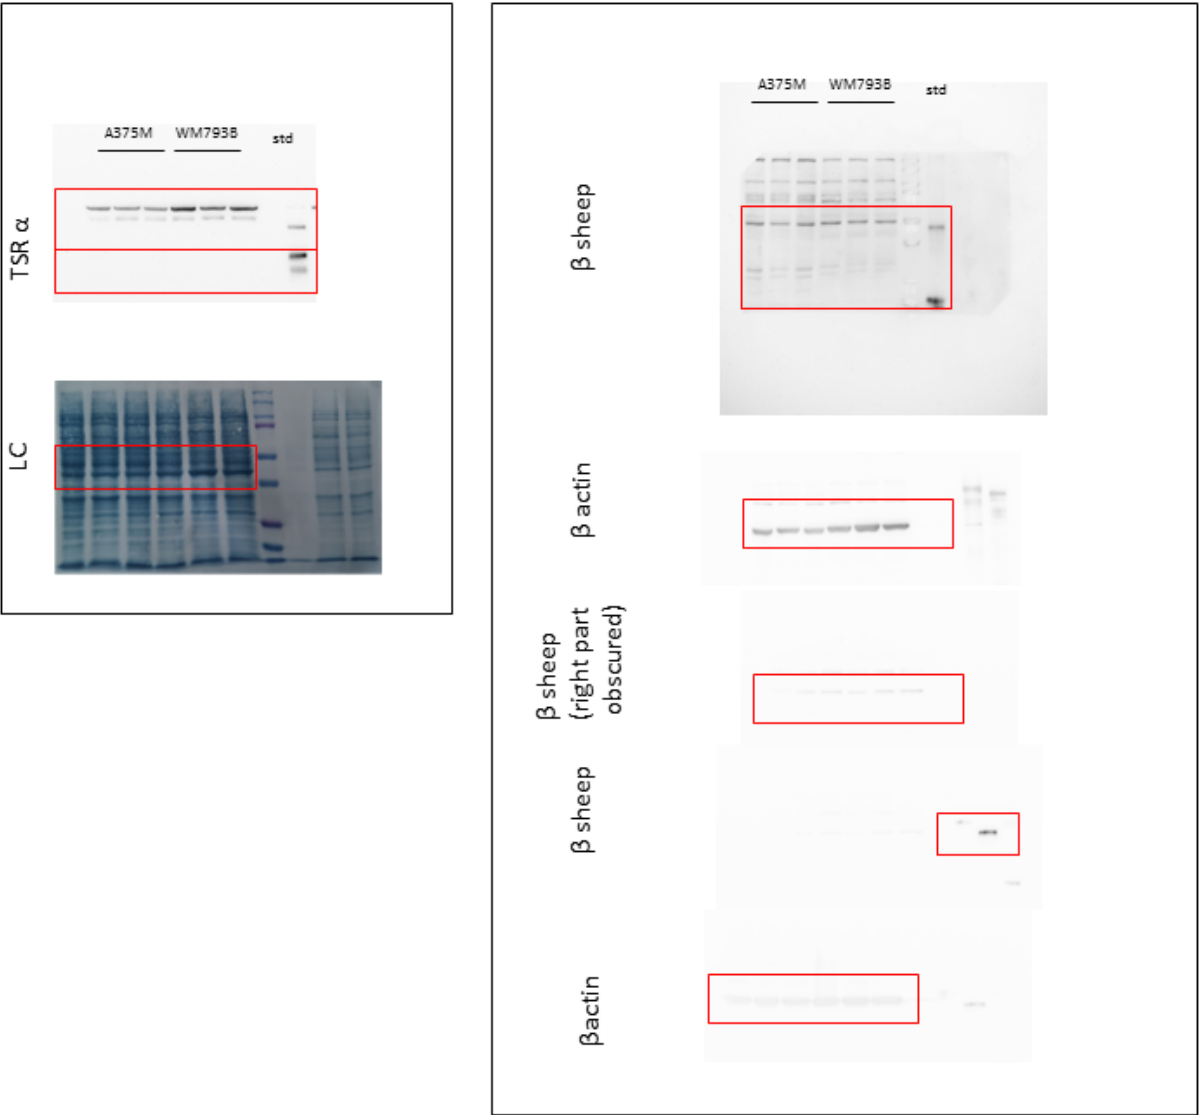 A375M WM793B std
TSR α
LC
A375M WM793B std
β sheep
β actin
β sheep
(right part
obscured)
β sheep
βactin